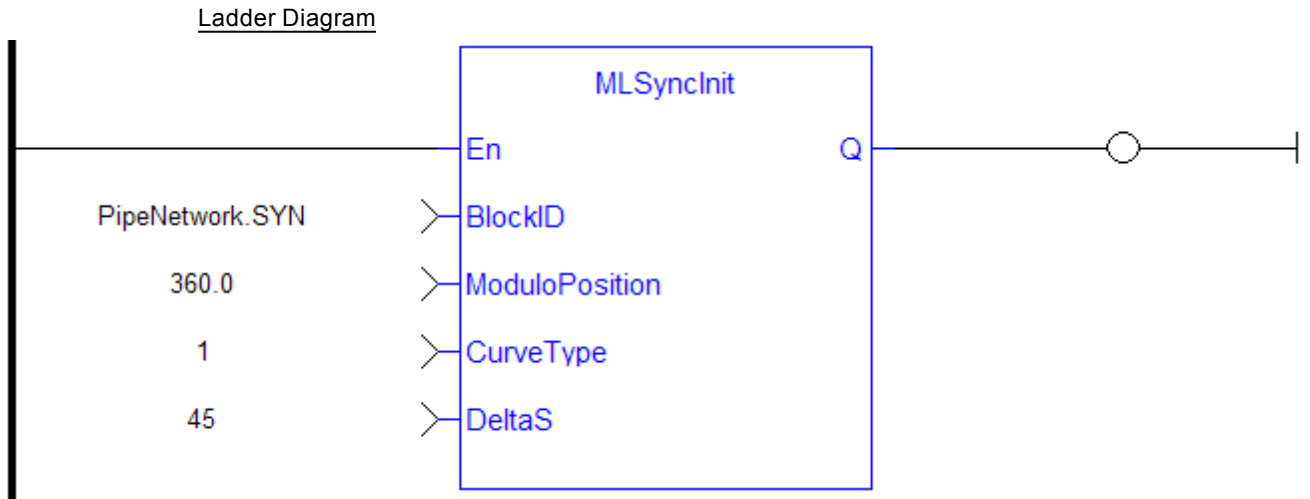 Ladder Diagram
MLSyncInit
En Q
PipeNetwork.SYN BlockID
360.0 ModuloPosition
1 CurveType
45 DeltaS